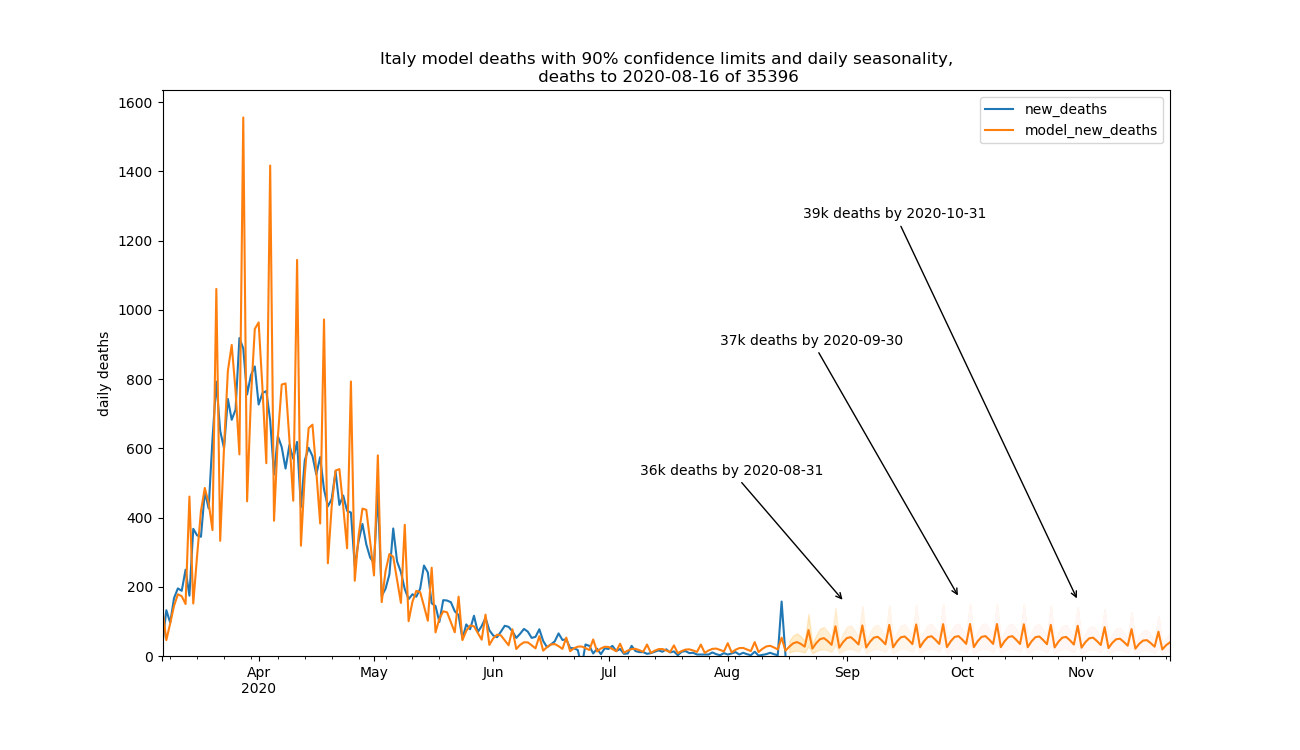 Italy model deaths with 90% confidence limits and daily seasonality,
deaths to 2020-08-16 of 35396
new_deaths
model_new_deaths
1600
1400
1200
1000
800
600
400
200
0
daily deaths
39k deaths by 2020-10-31
37k deaths by 2020-09-30
36k deaths by 2020-08-31
Apr
2020
May
Jun
Jul
Aug
Sep
Oct
Nov